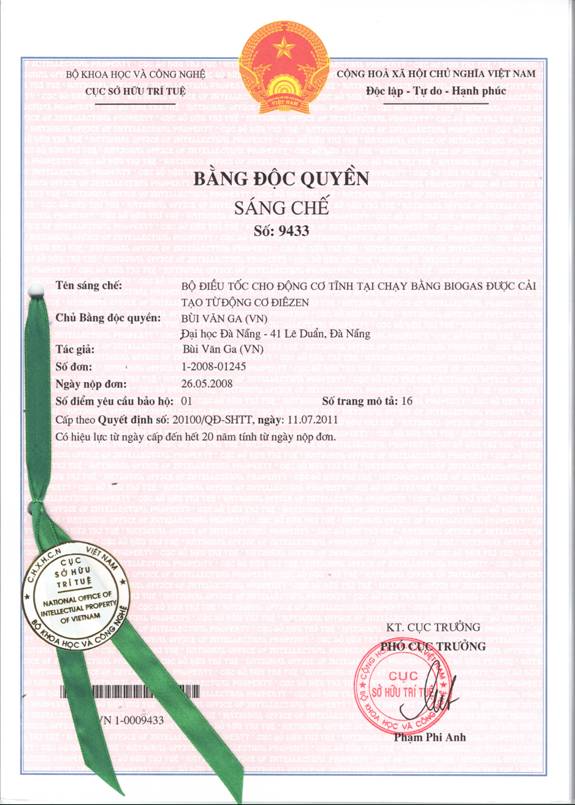 BỘ KHOA HỌC VÀ CÔNG NGHỆ
CỤC SỞ HỮU TRÍ TUỆ
CỘNG HOÀ XÃ HỘI CHỦ NGHĨA VIỆT NAM
Độc lập - Tự do - Hạnh phúc
VIỆT NAM
BẰNG ĐỘC QUYỀN
SÁNG CHẾ
Số: 9433
Tên sáng chế: BỘ ĐIỀU TỐC CHO ĐỘNG CƠ TĨNH TẠI CHẠY BẰNG BIOGAS ĐƯỢC CẢI
TẠO TỪ ĐỘNG CƠ ĐIÊZEN
Chủ Bằng độc quyền: BÙI VĂN GA (VN)
Đại học Đà Nẵng - 41 Lê Duẩn, Đà Nẵng
Tác giả: Bùi Văn Ga (VN)
Số đơn: 1-2008-01245
Ngày nộp đơn: 26.05.2008
Số điểm yêu cầu bảo hộ: 01 Số trang mô tả: 16
Cấp theo Quyết định số: 20100/QĐ-SHTT, ngày: 11.07.2011
Có hiệu lực từ ngày cấp đến hết 20 năm tính từ ngày nộp đơn.
C.H.X.H.C.N VIỆT NAM
CỤC
SỞ HỮU
TRÍ TUỆ
NATIONAL OFFICE OF
INTELLECTUAL PROPERTY
OF VIETNAM
BỘ KHOA HỌC VÀ CÔNG NGHỆ
KT. CỤC TRƯỞNG
PHÓ CỤC TRƯỞNG
CỤC
SỞ HỮU TRÍ TUỆ
BỘ KHOA HỌC VÀ CÔNG NGHỆ
Phạm Phi Anh
VN 1-0009433